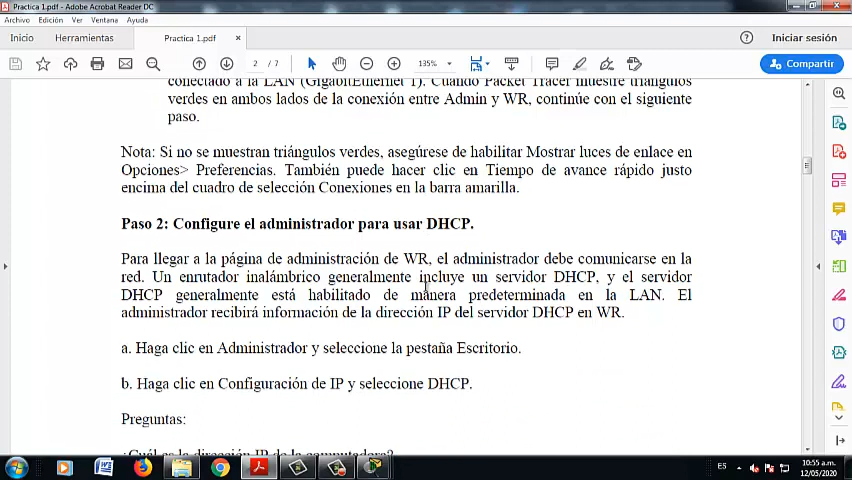 Practica 1.pdf - Adobe Acrobat Reader DC
Archivo Edición Ver Ventana Ayuda
Inicio Herramientas Practica 1.pdf × Iniciar sesión
2 / 7 135% Compartir
conectado a la LAN (GigabitEthernet 1). Cuando Packet Tracer muestre triángulos
verdes en ambos lados de la conexión entre Admin y WR, continúe con el siguiente
paso.
Nota: Si no se muestran triángulos verdes, asegúrese de habilitar Mostrar luces de enlace en
Opciones> Preferencias. También puede hacer clic en Tiempo de avance rápido justo
encima del cuadro de selección Conexiones en la barra amarilla.
Paso 2: Configure el administrador para usar DHCP.
Para llegar a la página de administración de WR, el administrador debe comunicarse en la
red. Un enrutador inalámbrico generalmente incluye un servidor DHCP, y el servidor
DHCP generalmente está habilitado de manera predeterminada en la LAN. El
administrador recibirá información de la dirección IP del servidor DHCP en WR.
a. Haga clic en Administrador y seleccione la pestaña Escritorio.
b. Haga clic en Configuración de IP y seleccione DHCP.
Preguntas:
¿Cuál es la dirección IP de la computadora?
ES 10:55 a.m.
12/05/2020